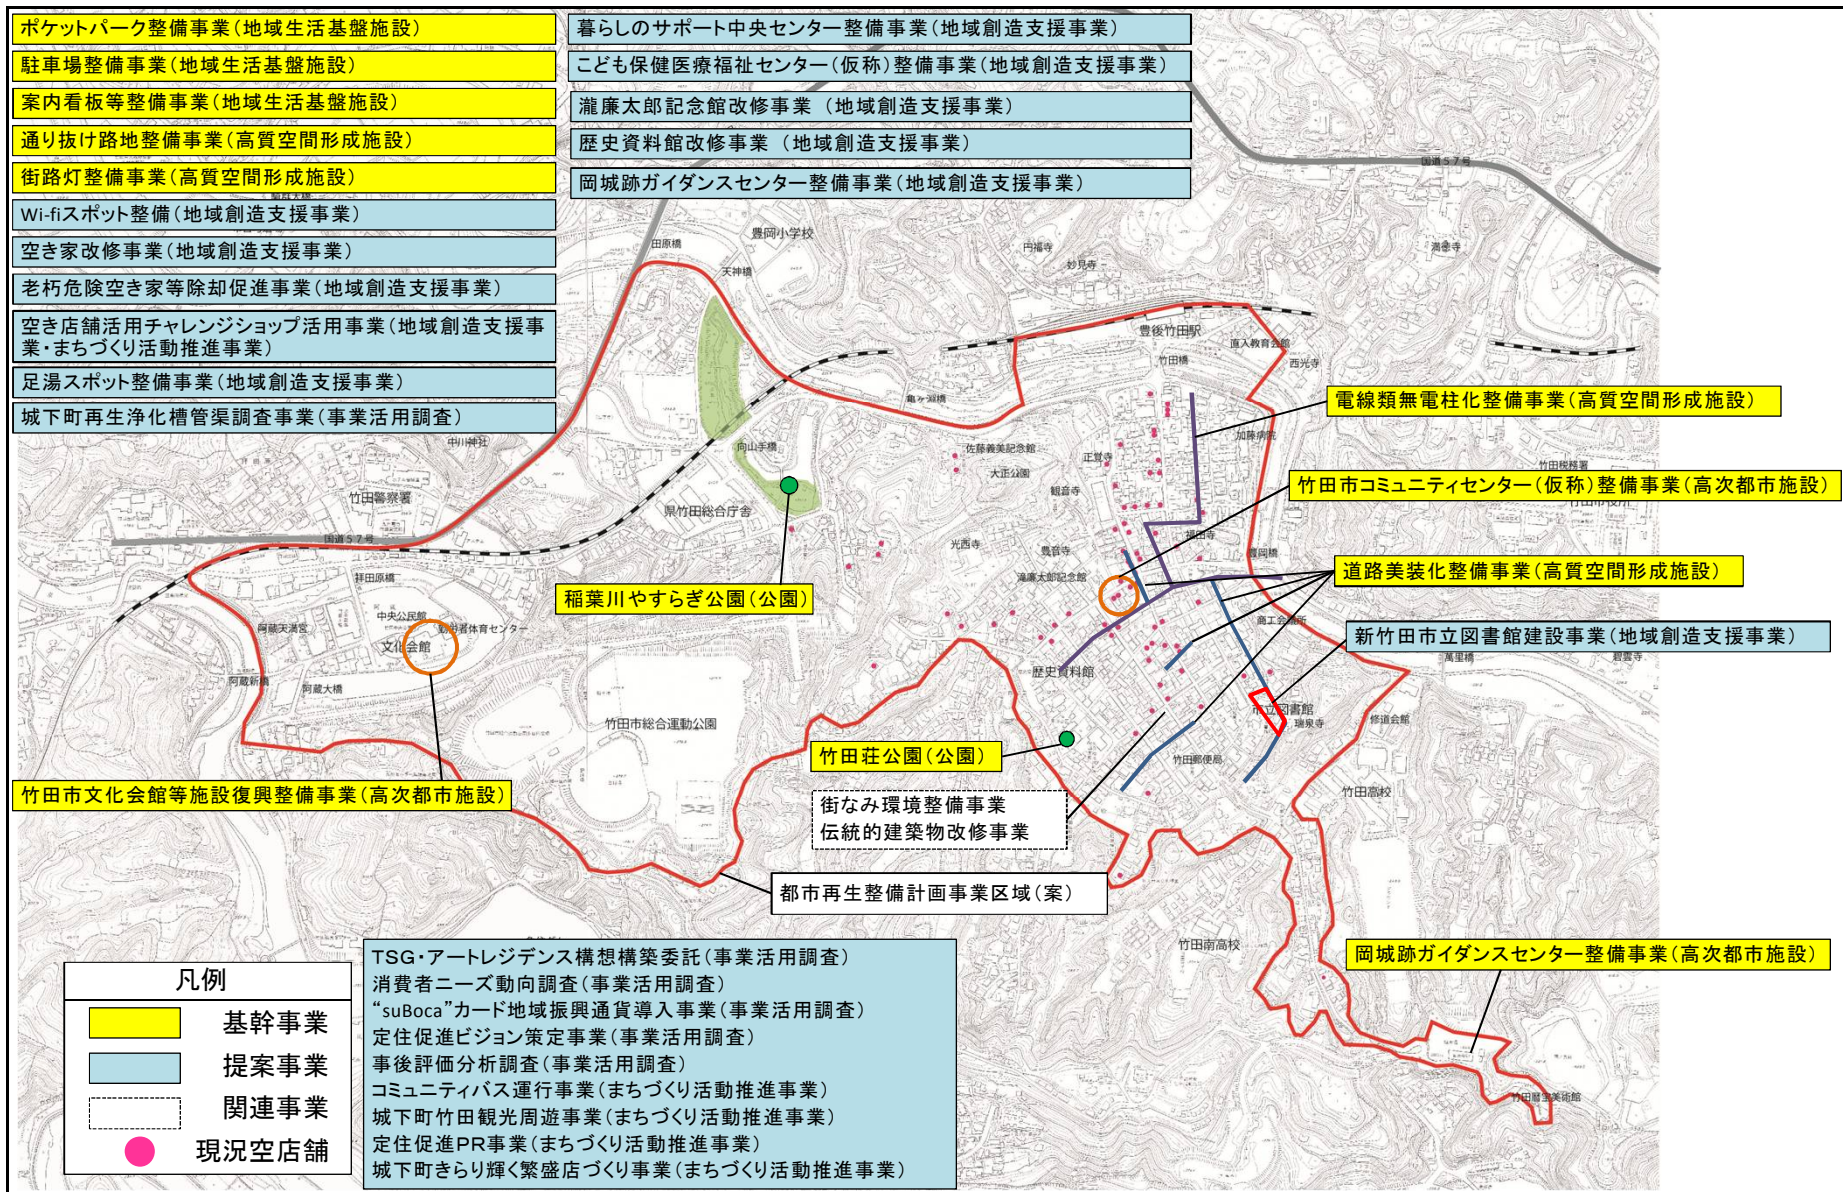 ポケットパーク整備事業(地域生活基盤施設)
駐車場整備事業(地域生活基盤施設)
案内看板等整備事業(地域生活基盤施設)
通り抜け路地整備事業(高質空間形成施設)
街路灯整備事業(高質空間形成施設)
Wi-fiスポット整備(地域創造支援事業)
空き家改修事業(地域創造支援事業)
老朽危険空き家等除却促進事業(地域創造支援事業)
空き店舗活用チャレンジショップ活用事業(地域創造支援事
業・まちづくり活動推進事業)
足湯スポット整備事業(地域創造支援事業)
城下町再生浄化槽管渠調査事業(事業活用調査)
暮らしのサポート中央センター整備事業(地域創造支援事業)
こども保健医療福祉センター(仮称)整備事業(地域創造支援事業)
瀧廉太郎記念館改修事業 (地域創造支援事業)
歴史資料館改修事業 (地域創造支援事業)
岡城跡ガイダンスセンター整備事業(地域創造支援事業)
国道57号
田原橋
豊岡小学校
天神橋
円福寺
妙見寺
満徳寺
豊後竹田駅
直入教育会館
竹田橋
西光寺
亀ヶ淵橋
電線類無電柱化整備事業(高質空間形成施設)
中川神社
向山手橋
佐藤義美記念館
正覚寺
加藤病院
大正公園
竹田税務署
竹田警察署
観音寺
竹田市コミュニティセンター(仮称)整備事業(高次都市施設)
県竹田総合庁舎
竹田市役所
国道57号
光西寺
豊音寺
福田寺
豊岡橋
祥田原橋
滝廉太郎記念館
道路美装化整備事業(高質空間形成施設)
稲葉川やすらぎ公園(公園)
中央公民館
阿蔵天満宮
勤労者体育センター
文化会館
商工会議所
新竹田市立図書館建設事業(地域創造支援事業)
萬里橋
碧雲寺
阿蔵新橋
阿蔵大橋
歴史資料館
竹田市総合運動公園
市立図書館
瑞泉寺
修道会館
竹田荘公園(公園)
竹田郵便局
竹田高校
竹田市文化会館等施設復興整備事業(高次都市施設)
街なみ環境整備事業
伝統的建築物改修事業
都市再生整備計画事業区域(案)
竹田南高校
岡城跡ガイダンスセンター整備事業(高次都市施設)
竹田創生美術館
凡例
基幹事業
提案事業
関連事業
現況空店舗
TSG・アートレジデンス構想構築委託(事業活用調査)
消費者ニーズ動向調査(事業活用調査)
“suBoca”カード地域振興通貨導入事業(事業活用調査)
定住促進ビジョン策定事業(事業活用調査)
事後評価分析調査(事業活用調査)
コミュニティバス運行事業(まちづくり活動推進事業)
城下町竹田観光周遊事業(まちづくり活動推進事業)
定住促進PR事業(まちづくり活動推進事業)
城下町きらり輝く繁盛店づくり事業(まちづくり活動推進事業)